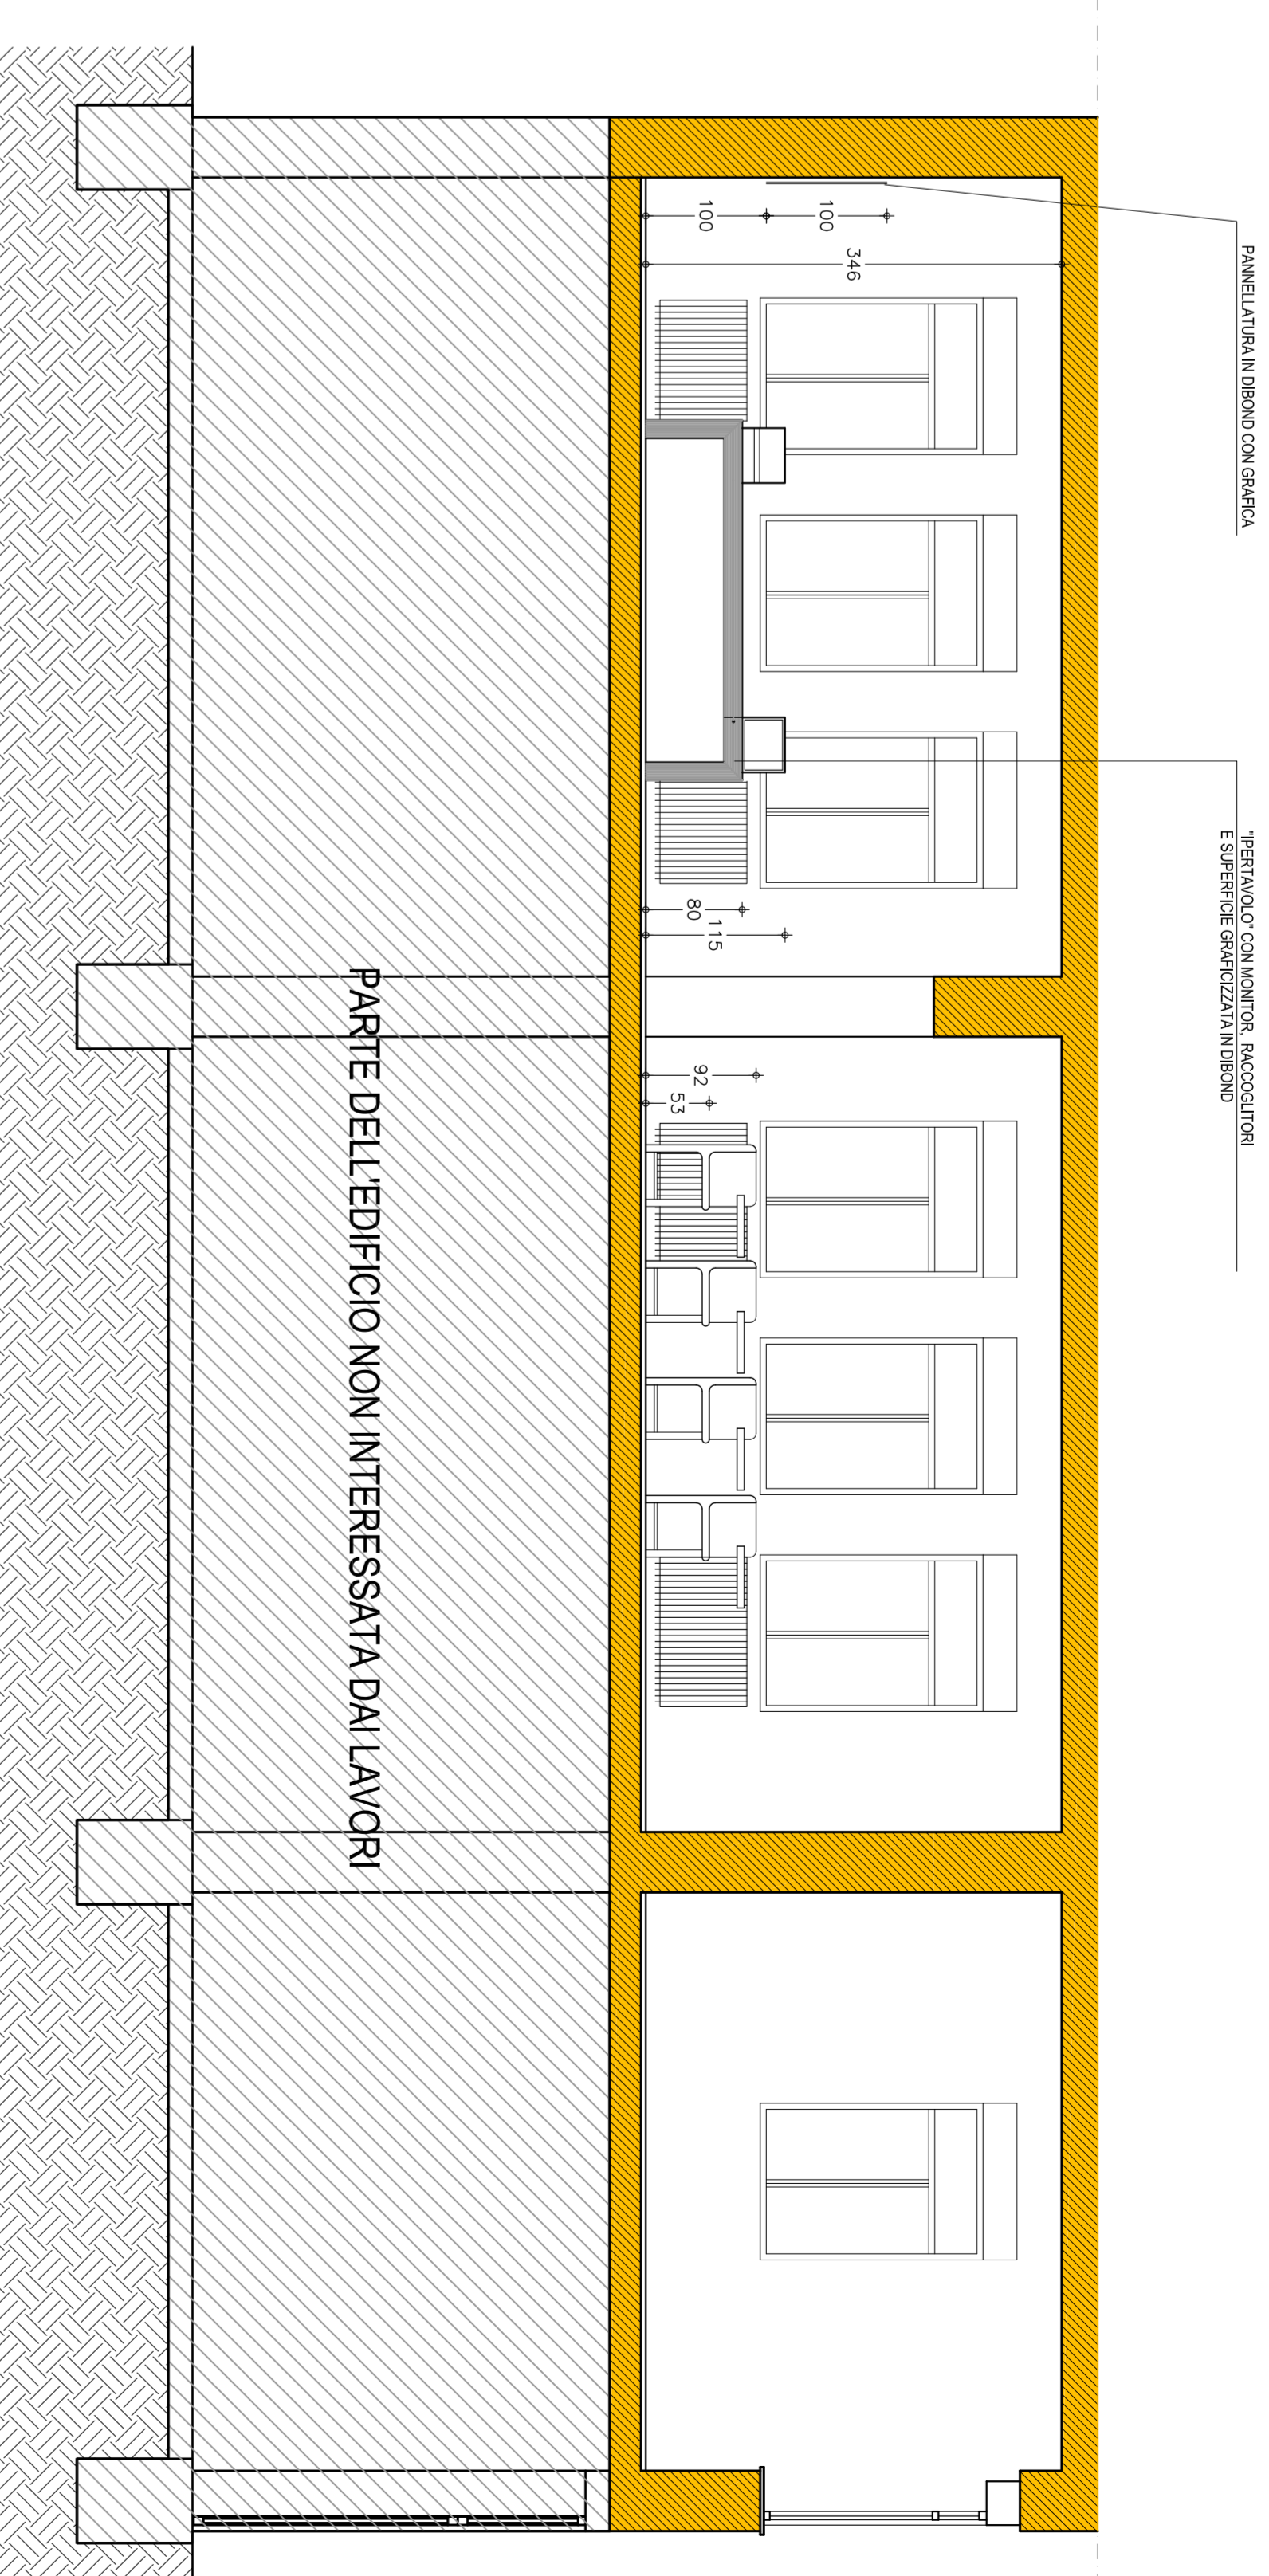 PANNELLATURA IN DIBOND CON GRAFICA
"IPERTAVOLO" CON MONITOR, RACCOGLITORI
E SUPERFICIE GRAFICIZZATA IN DIBOND
346
100
100
80
115
92
53
PARTE DELL'EDIFICIO NON INTERESSATA DAI LAVORI